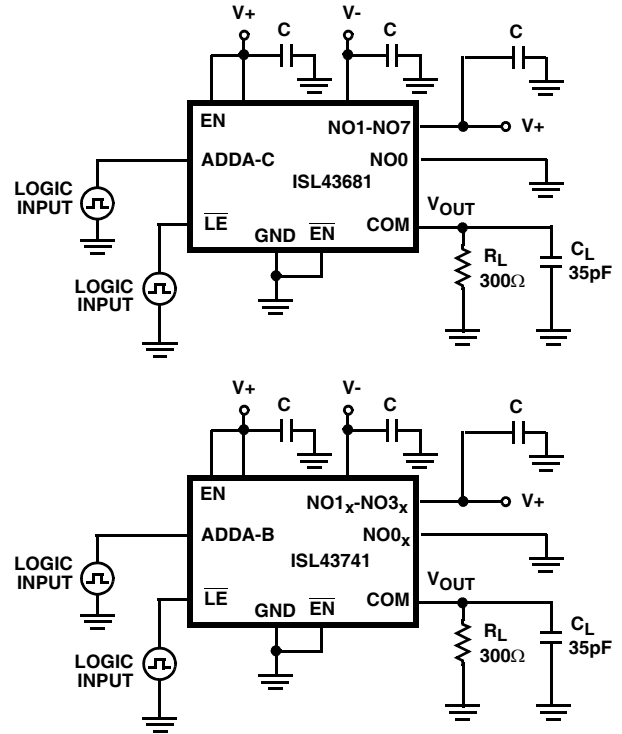 V+
C
V-
C
C
EN
NO1-NO7
V+
ADDA-C
NO0
LOGIC
INPUT
ISL43681
V_OUT
LE
GND
EN
COM
LOGIC
INPUT
R_L
300Ω
C_L
35pF
V+
C
V-
C
C
EN
NO1_x-NO3_x
V+
ADDA-B
NO0_x
LOGIC
INPUT
ISL43741
V_OUT
LE
GND
EN
COM
LOGIC
INPUT
R_L
300Ω
C_L
35pF